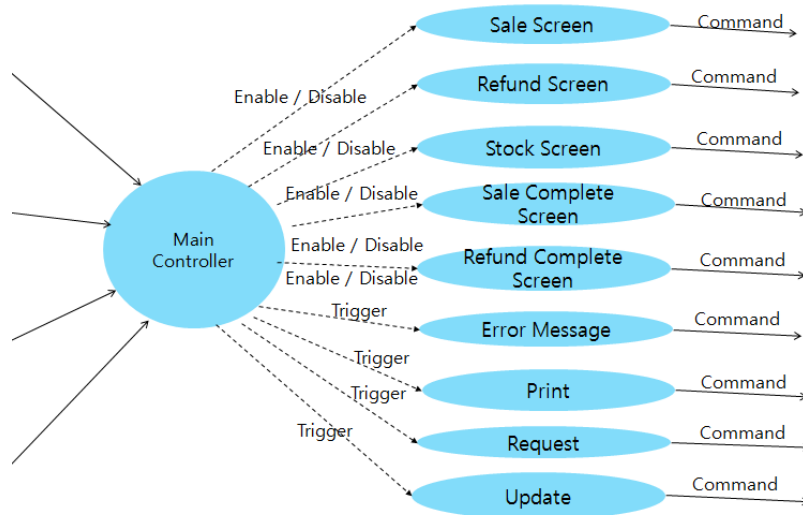 Sale Screen
Command
Enable / Disable
Refund Screen
Command
Enable / Disable
Stock Screen
Command
Enable / Disable
Sale Complete
Screen
Command
Main
Controller
Enable / Disable
Refund Complete
Screen
Command
Enable / Disable
Trigger
Error Message
Command
Trigger
Print
Command
Trigger
Request
Command
Trigger
Update
Command